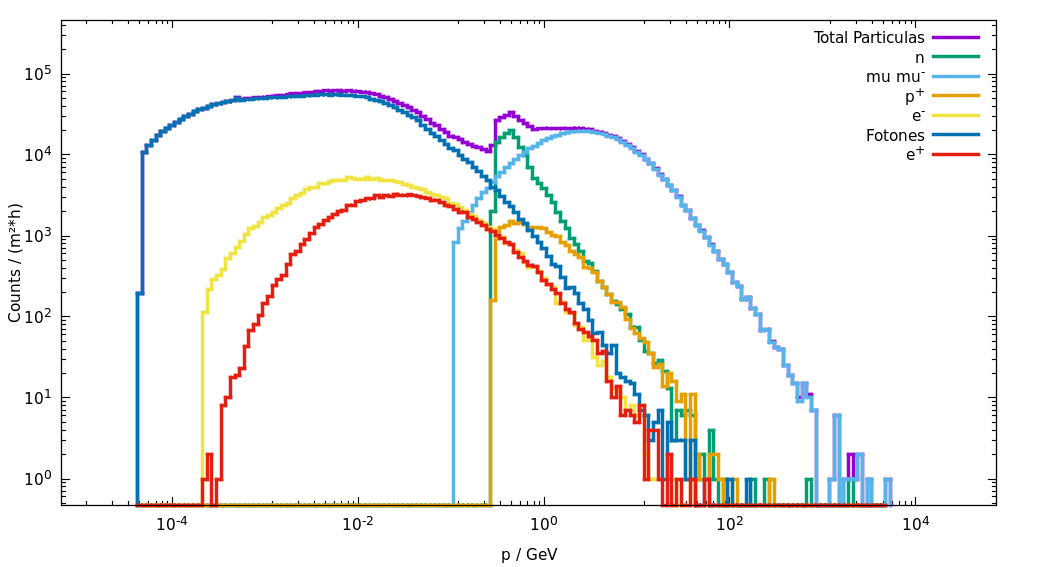 Total Particulas
n
mu mu⁻
p⁺
e⁻
Fotones
e⁺
10⁵
10⁴
10³
10²
10¹
10⁰
Counts / (m²*h)
10⁻⁴ 10⁻² 10⁰ 10² 10⁴
p / GeV